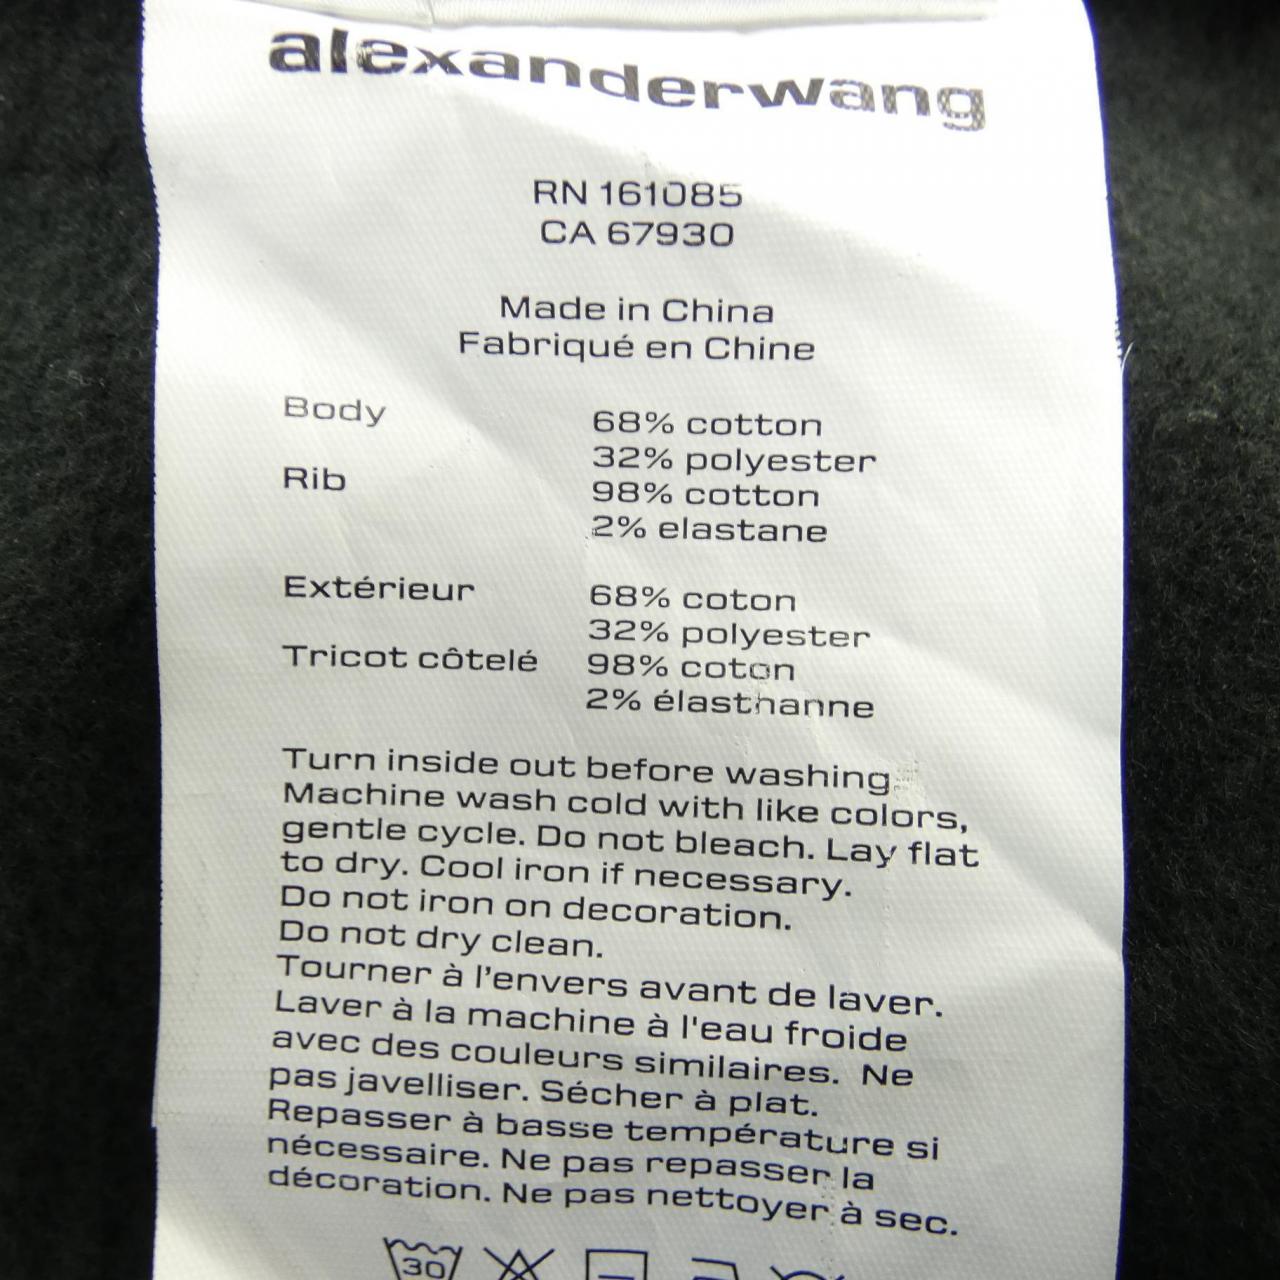 alexanderwang
RN 161085
CA 67930
Made in China
Fabriqué en Chine
Body 68% cotton
32% polyester
Rib 98% cotton
2% elastane
Extérieur 68% coton
32% polyester
Tricot côtelé 98% coton
2% élasthanne
Turn inside out before washing.
Machine wash cold with like colors,
gentle cycle. Do not bleach. Lay flat
to dry. Cool iron if necessary.
Do not iron on decoration.
Do not dry clean.
Tourner à l'envers avant de laver.
Laver à la machine à l'eau froide
avec des couleurs similaires. Ne
pas javelliser. Sécher à plat.
Repasser à basse température si
nécessaire. Ne pas repasser la
décoration. Ne pas nettoyer à sec.
30